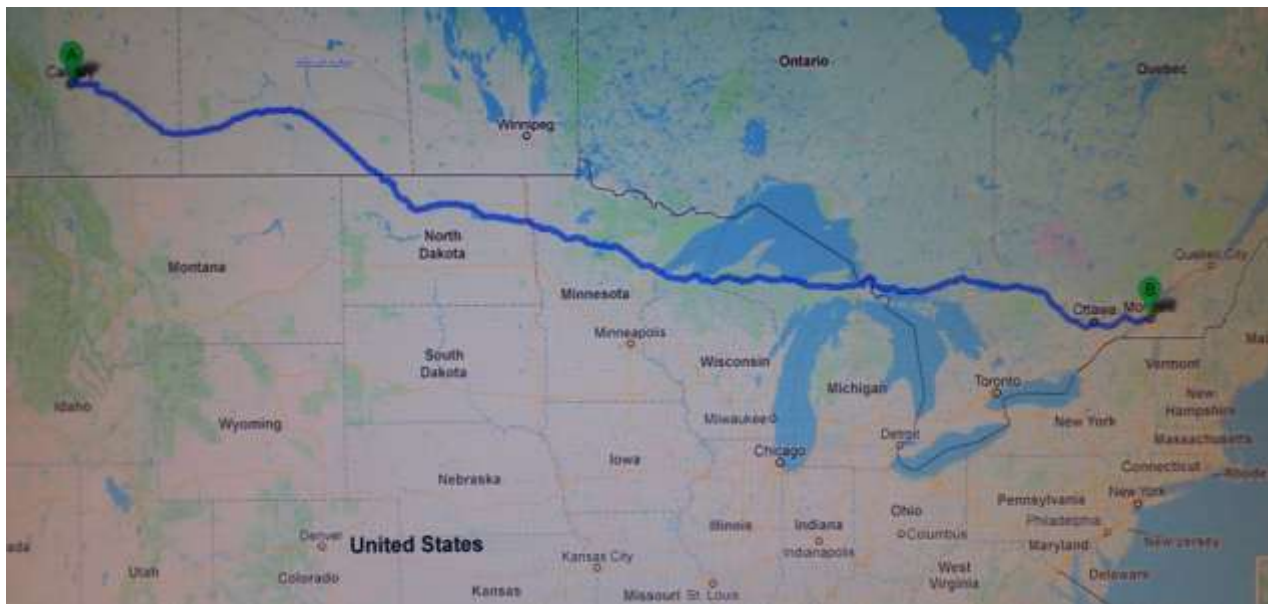 A
Ontario
Quebec
Winnipeg
Quebec City
North
Dakota
Montana
B
Ottawa
Minnesota
Minneapolis
Vermont
South
Dakota
Wisconsin
Michigan
Toronto
New
Hampshire
Idaho
Wyoming
Milwaukee
New York
Detroit
Massachusetts
Chicago
Iowa
Connecticut
Rhode
Nebraska
Pennsylvania
New York
Ohio
Illinois
Indiana
Philadelphia
Denver
United States
Columbus
New Jersey
Indianapolis
Maryland
Kansas City
Utah
Colorado
West
Virginia
Delaware
Kansas
Missouri
St. Louis